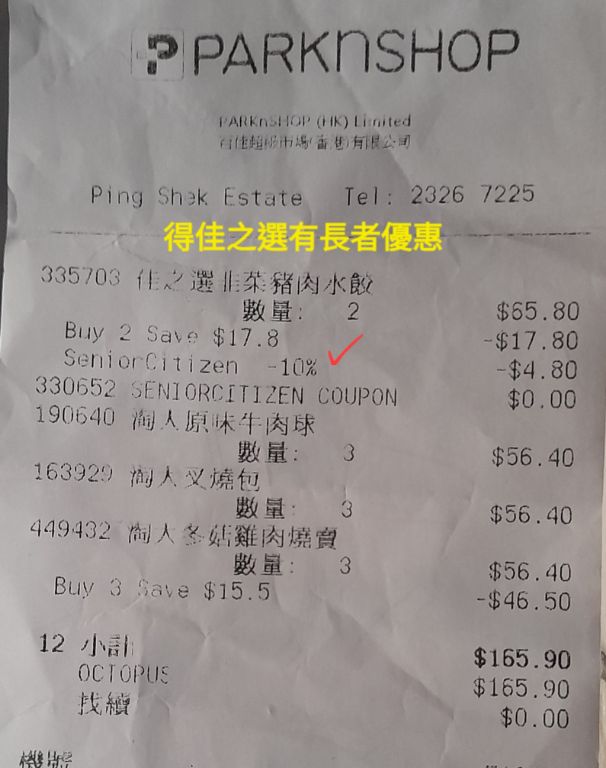 PARKnSHOP
PARKnSHOP (HK) Limited
百佳超級市場(香港)有限公司
Ping Shek Estate Tel: 2326 7225
得佳之選有長者優惠
335703 佳之選韭菜豬肉水餃
數量: 2 $65.80
Buy 2 Save $17.8 -$17.80
SeniorCitizen -10% -$4.80
330652 SENIORCITIZEN COUPON $0.00
190640 淘大原味牛肉球
數量: 3 $56.40
163929 淘大叉燒包
數量: 3 $56.40
449432 淘大冬菇雞肉燒賣
數量: 3 $56.40
Buy 3 Save $15.5 -$46.50
12 小計 $165.90
OCTOPUS $165.90
找續 $0.00
機號